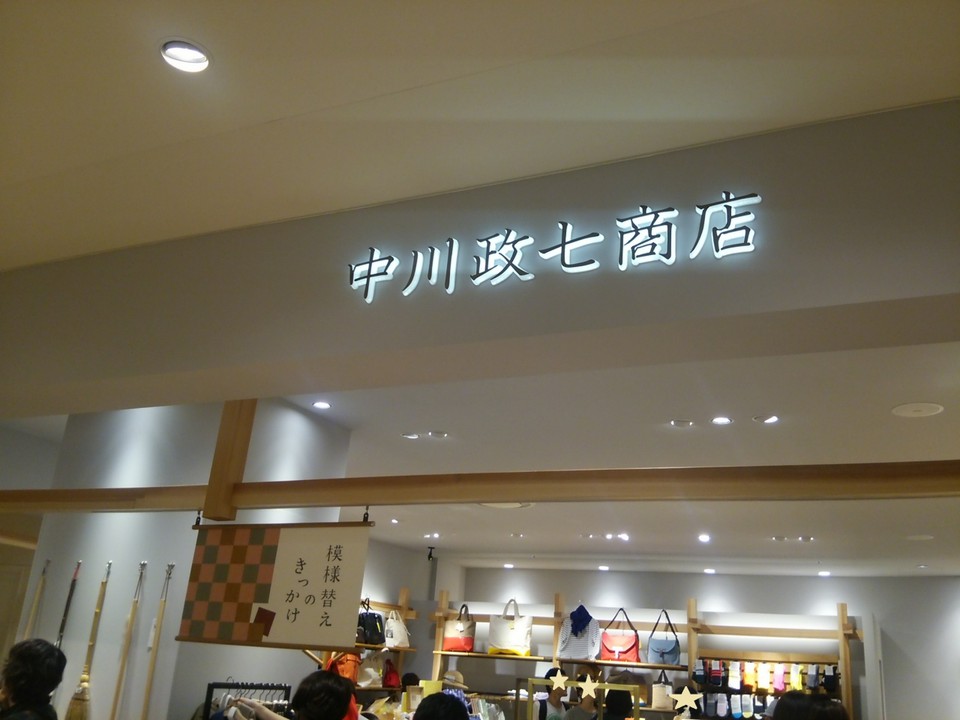 中川政七商店
模様替え
の
きっかけ